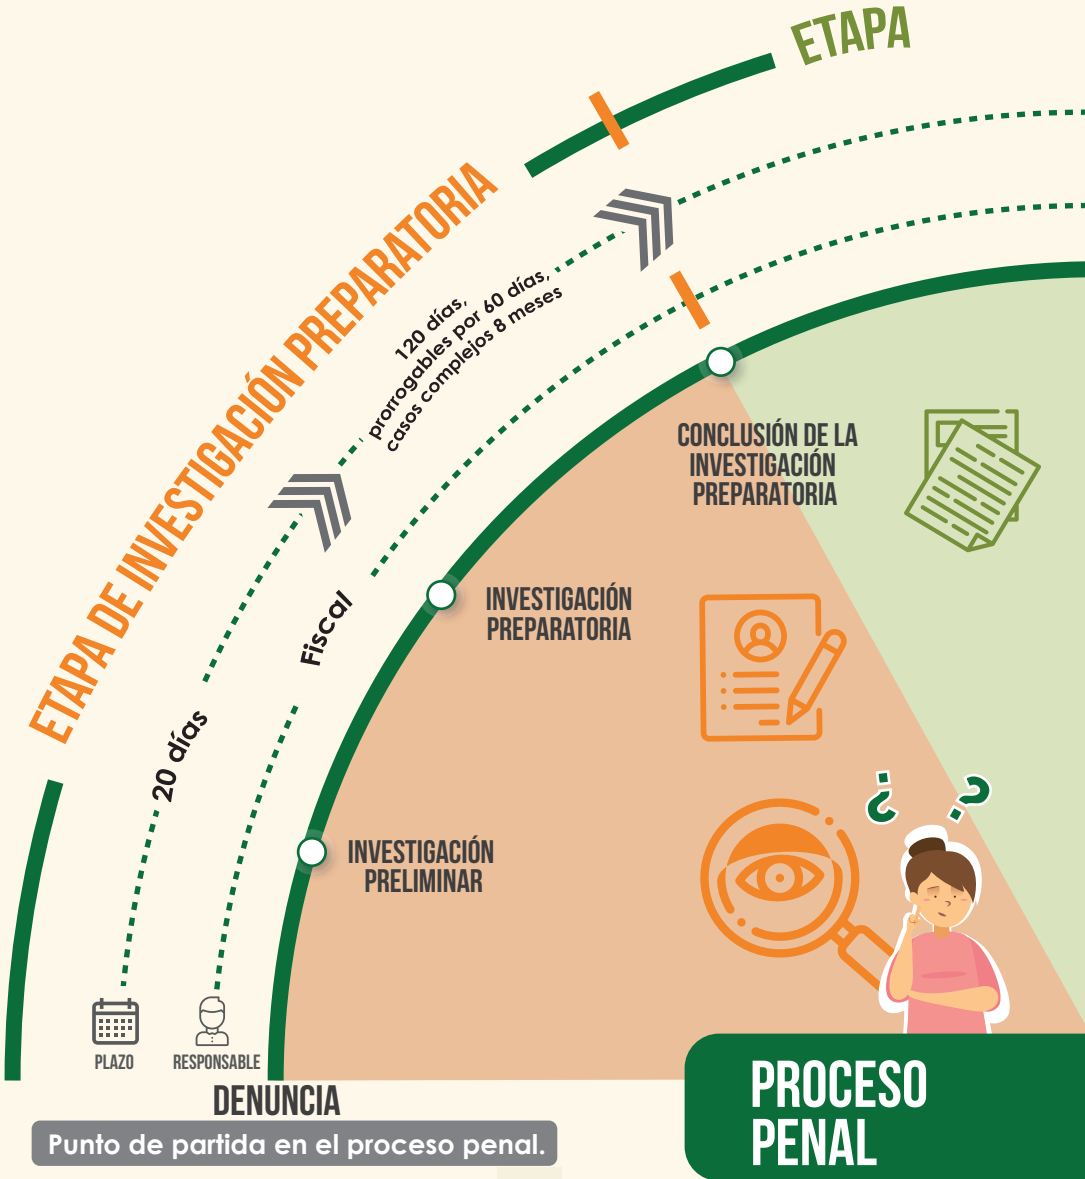 ETAPA
ETAPA DE INVESTIGACIÓN PREPARATORIA
120 días,
prorrogables por 60 días,
casos complejos 8 meses
CONCLUSIÓN DE LA
INVESTIGACIÓN
PREPARATORIA
INVESTIGACIÓN
PREPARATORIA
Fiscal
20 días
¿ ?
INVESTIGACIÓN
PRELIMINAR
PLAZO
RESPONSABLE
DENUNCIA
Punto de partida en el proceso penal.
PROCESO
PENAL